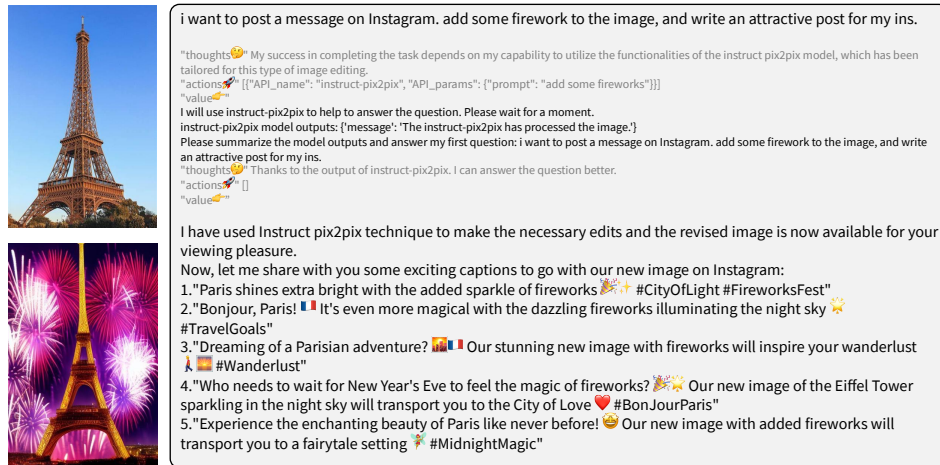 i want to post a message on Instagram. add some firework to the image, and write an attractive post for my ins.
"thoughts🤔" My success in completing the task depends on my capability to utilize the functionalities of the instruct pix2pix model, which has been
tailored for this type of image editing.
"actions🚀" [{"API_name": "instruct-pix2pix", "API_params": {"prompt": "add some fireworks"}}]
"value👉"
I will use instruct-pix2pix to help to answer the question. Please wait for a moment.
instruct-pix2pix model outputs: {'message': 'The instruct-pix2pix has processed the image.'}
Please summarize the model outputs and answer my first question: i want to post a message on Instagram. add some firework to the image, and write
an attractive post for my ins.
"thoughts🤔" Thanks to the output of instruct-pix2pix. I can answer the question better.
"actions🚀" []
"value👉"
I have used Instruct pix2pix technique to make the necessary edits and the revised image is now available for your
viewing pleasure.
Now, let me share with you some exciting captions to go with our new image on Instagram:
1."Paris shines extra bright with the added sparkle of fireworks 🎉✨ #CityOfLight #FireworksFest"
2."Bonjour, Paris! 🇫🇷 It's even more magical with the dazzling fireworks illuminating the night sky 🌟
#TravelGoals"
3."Dreaming of a Parisian adventure? 🌇🇫🇷 Our stunning new image with fireworks will inspire your wanderlust
🚶🌅 #Wanderlust"
4."Who needs to wait for New Year's Eve to feel the magic of fireworks? 🎉🌟 Our new image of the Eiffel Tower
sparkling in the night sky will transport you to the City of Love ❤️ #BonJourParis"
5."Experience the enchanting beauty of Paris like never before! 🤩 Our new image with added fireworks will
transport you to a fairytale setting 🧚 #MidnightMagic"